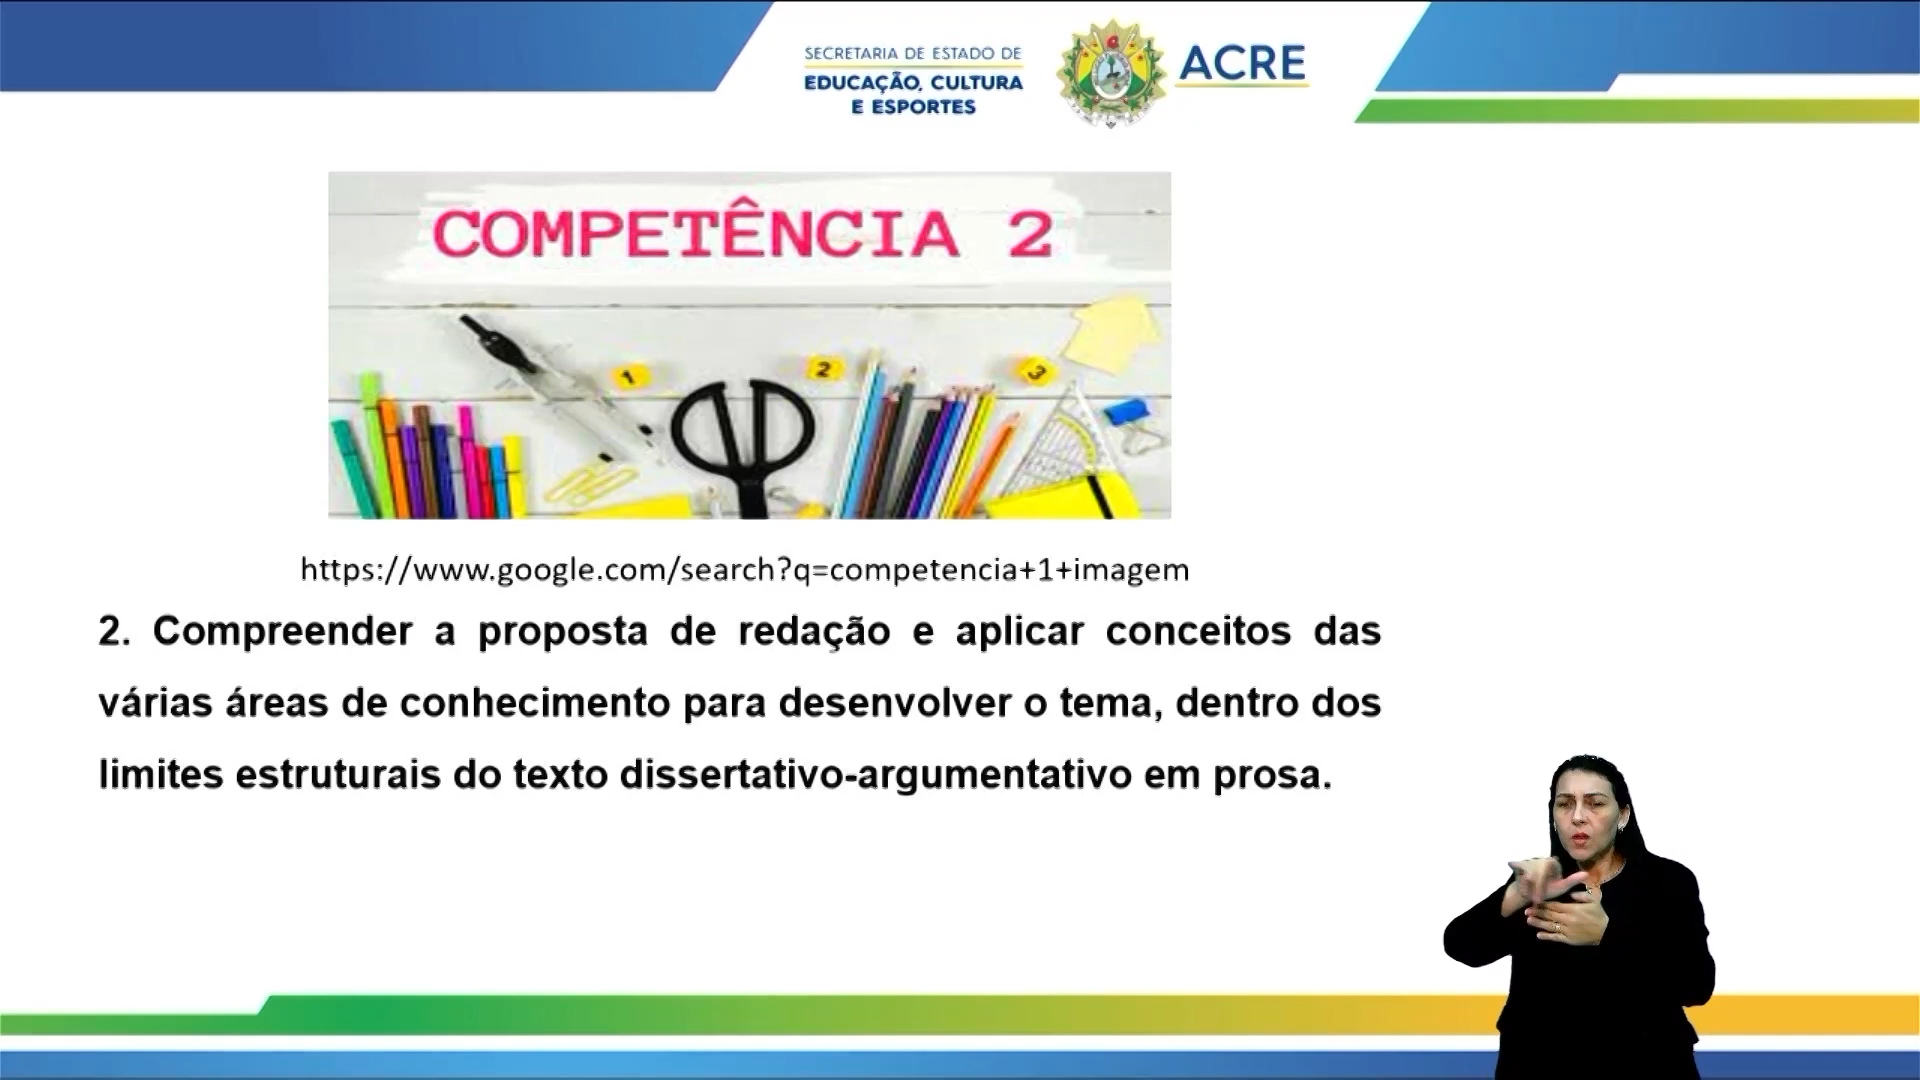 SECRETARIA DE ESTADO DE
EDUCAÇÃO, CULTURA
E ESPORTES
ACRE
COMPETÊNCIA 2
1
2
3
https://www.google.com/search?q=competencia+1+imagem
2. Compreender a proposta de redação e aplicar conceitos das
várias áreas de conhecimento para desenvolver o tema, dentro dos
limites estruturais do texto dissertativo-argumentativo em prosa.